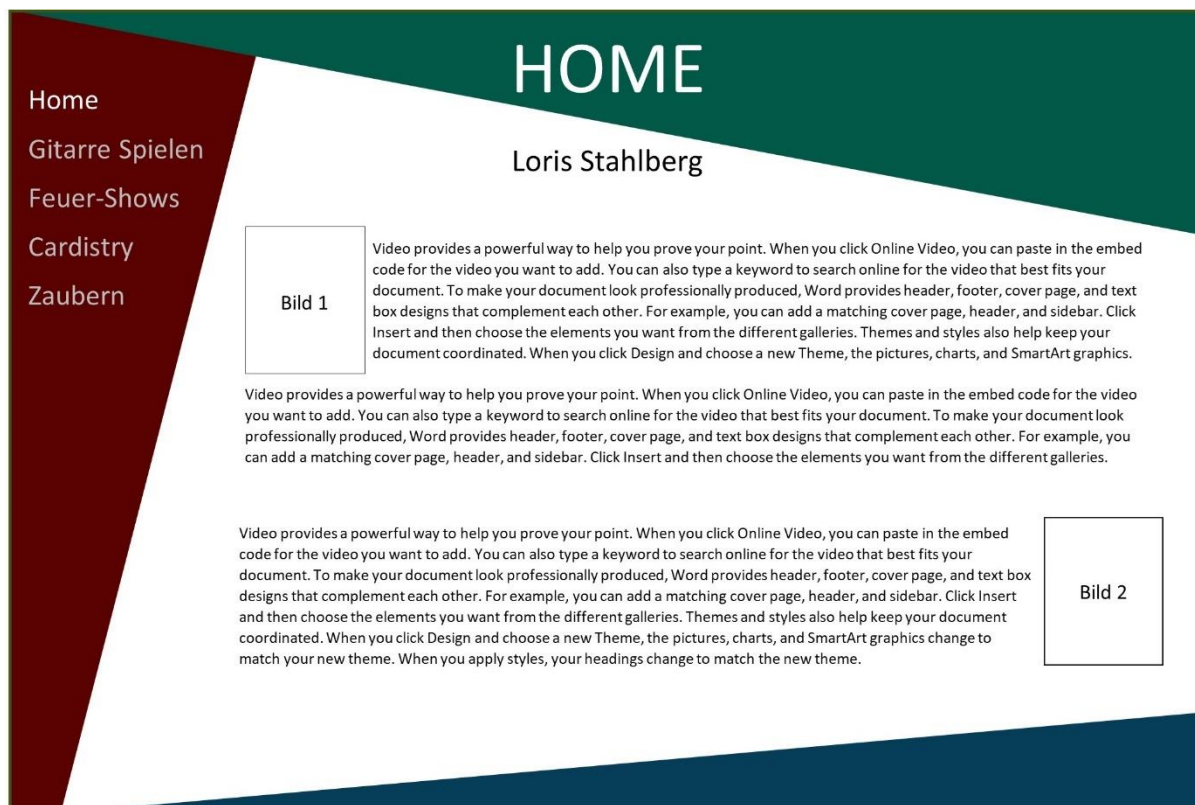 HOME
Home
Gitarre Spielen
Feuer-Shows
Cardistry
Zaubern
Loris Stahlberg
Bild 1
Video provides a powerful way to help you prove your point. When you click Online Video, you can paste in the embed
code for the video you want to add. You can also type a keyword to search online for the video that best fits your
document. To make your document look professionally produced, Word provides header, footer, cover page, and text
box designs that complement each other. For example, you can add a matching cover page, header, and sidebar. Click
Insert and then choose the elements you want from the different galleries. Themes and styles also help keep your
document coordinated. When you click Design and choose a new Theme, the pictures, charts, and SmartArt graphics.
Video provides a powerful way to help you prove your point. When you click Online Video, you can paste in the embed code for the video
you want to add. You can also type a keyword to search online for the video that best fits your document. To make your document look
professionally produced, Word provides header, footer, cover page, and text box designs that complement each other. For example, you
can add a matching cover page, header, and sidebar. Click Insert and then choose the elements you want from the different galleries.
Video provides a powerful way to help you prove your point. When you click Online Video, you can paste in the embed
code for the video you want to add. You can also type a keyword to search online for the video that best fits your
document. To make your document look professionally produced, Word provides header, footer, cover page, and text box
designs that complement each other. For example, you can add a matching cover page, header, and sidebar. Click Insert
and then choose the elements you want from the different galleries. Themes and styles also help keep your document
coordinated. When you click Design and choose a new Theme, the pictures, charts, and SmartArt graphics change to
match your new theme. When you apply styles, your headings change to match the new theme.
Bild 2